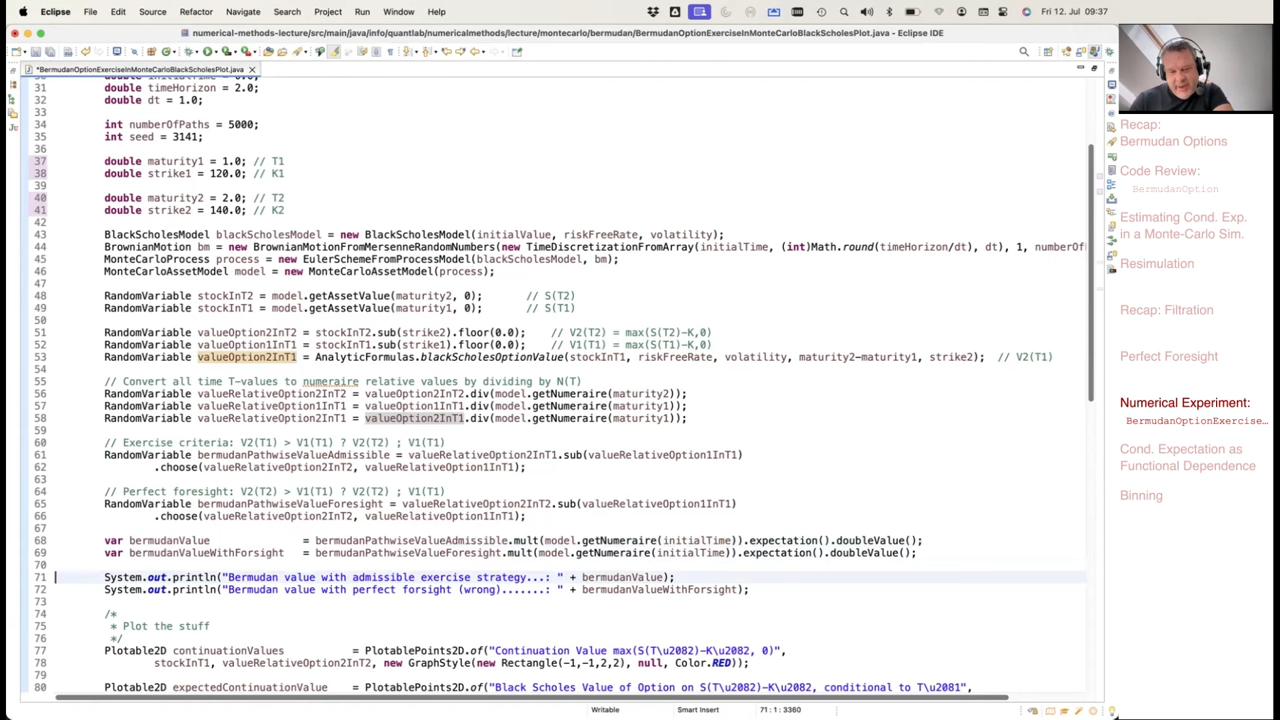 Eclipse File Edit Source Refactor Navigate Search Project Run Window Help Fri 12. Jul 09:37
numerical-methods-lecture/src/main/java/info/quantlab/numericalmethods/lecture/montecarlo/bermudan/BermudanOptionExerciseInMonteCarloBlackScholesPlot.java - Eclipse IDE
*BermudanOptionExerciseInMonteCarloBlackScholesPlot.java
31 double timeHorizon = 2.0;
32 double dt = 1.0;
33
34 int numberOfPaths = 5000;
35 int seed = 3141;
36
37 double maturity1 = 1.0; // T1
38 double strike1 = 120.0; // K1
39
40 double maturity2 = 2.0; // T2
41 double strike2 = 140.0; // K2
42
43 BlackScholesModel blackScholesModel = new BlackScholesModel(initialValue, riskFreeRate, volatility);
44 BrownianMotion bm = new BrownianMotionFromMersenneRandomNumbers(new TimeDiscretizationFromArray(initialTime, (int)Math.round(timeHorizon/dt), dt), 1, numberOf
45 MonteCarloProcess process = new EulerSchemeFromProcessModel(blackScholesModel, bm);
46 MonteCarloAssetModel model = new MonteCarloAssetModel(process);
47
48 RandomVariable stockInT2 = model.getAssetValue(maturity2, 0); // S(T2)
49 RandomVariable stockInT1 = model.getAssetValue(maturity1, 0); // S(T1)
50
51 RandomVariable valueOption2InT2 = stockInT2.sub(strike2).floor(0.0); // V2(T2) = max(S(T2)-K,0)
52 RandomVariable valueOption1InT1 = stockInT1.sub(strike1).floor(0.0); // V1(T1) = max(S(T1)-K,0)
53 RandomVariable valueOption2InT1 = AnalyticFormulas.blackScholesOptionValue(stockInT1, riskFreeRate, volatility, maturity2-maturity1, strike2); // V2(T1)
54
55 // Convert all time T-values to numeraire relative values by dividing by N(T)
56 RandomVariable valueRelativeOption2InT2 = valueOption2InT2.div(model.getNumeraire(maturity2));
57 RandomVariable valueRelativeOption1InT1 = valueOption1InT1.div(model.getNumeraire(maturity1));
58 RandomVariable valueRelativeOption2InT1 = valueOption2InT1.div(model.getNumeraire(maturity1));
59
60 // Exercise criteria: V2(T1) > V1(T1) ? V2(T2) ; V1(T1)
61 RandomVariable bermudanPathwiseValueAdmissible = valueRelativeOption2InT1.sub(valueRelativeOption1InT1)
62 .choose(valueRelativeOption2InT2, valueRelativeOption1InT1);
63
64 // Perfect foresight: V2(T2) > V1(T1) ? V2(T2) ; V1(T1)
65 RandomVariable bermudanPathwiseValueForesight = valueRelativeOption2InT2.sub(valueRelativeOption1InT1)
66 .choose(valueRelativeOption2InT2, valueRelativeOption1InT1);
67
68 var bermudanValue = bermudanPathwiseValueAdmissible.mult(model.getNumeraire(initialTime)).expectation().doubleValue();
69 var bermudanValueWithForsight = bermudanPathwiseValueForesight.mult(model.getNumeraire(initialTime)).expectation().doubleValue();
70
71 System.out.println("Bermudan value with admissible exercise strategy...: " + bermudanValue);
72 System.out.println("Bermudan value with perfect forsight (wrong).......: " + bermudanValueWithForsight);
73
74 /*
75 * Plot the stuff
76 */
77 Plotable2D continuationValues = PlotablePoints2D.of("Continuation Value max(S(T\u2082)-K\u2082, 0)",
78 stockInT1, valueRelativeOption2InT2, new GraphStyle(new Rectangle(-1,-1,2,2), null, Color.RED));
79
80 Plotable2D expectedContinuationValue = PlotablePoints2D.of("Black Scholes Value of Option on S(T\u2082)-K\u2082, conditional to T\u2081",
Writable Smart Insert 71 : 1 : 3360
Recap:
Bermudan Options
Code Review:
BermudanOption
Estimating Cond. Exp.
in a Monte-Carlo Sim.
Resimulation
Recap: Filtration
Perfect Foresight
Numerical Experiment:
BermudanOptionExercise…
Cond. Expectation as
Functional Dependence
Binning